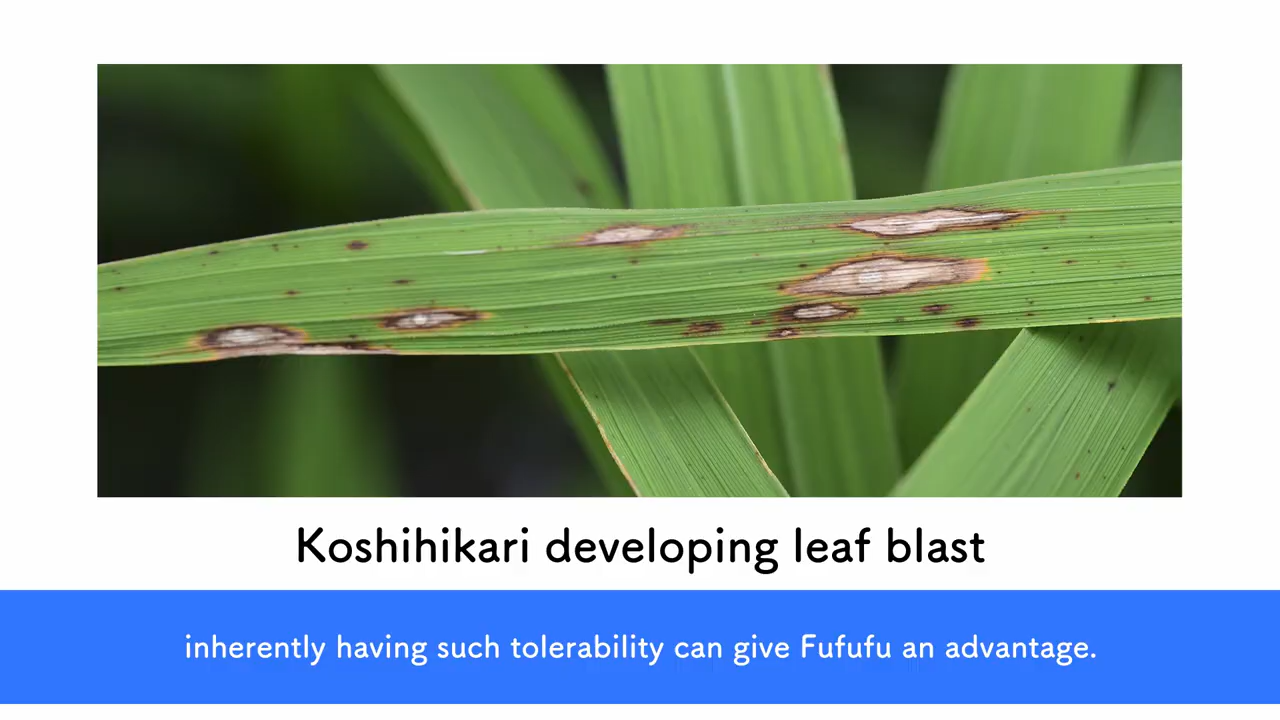 Koshihikari developing leaf blast
inherently having such tolerability can give Fufufu an advantage.